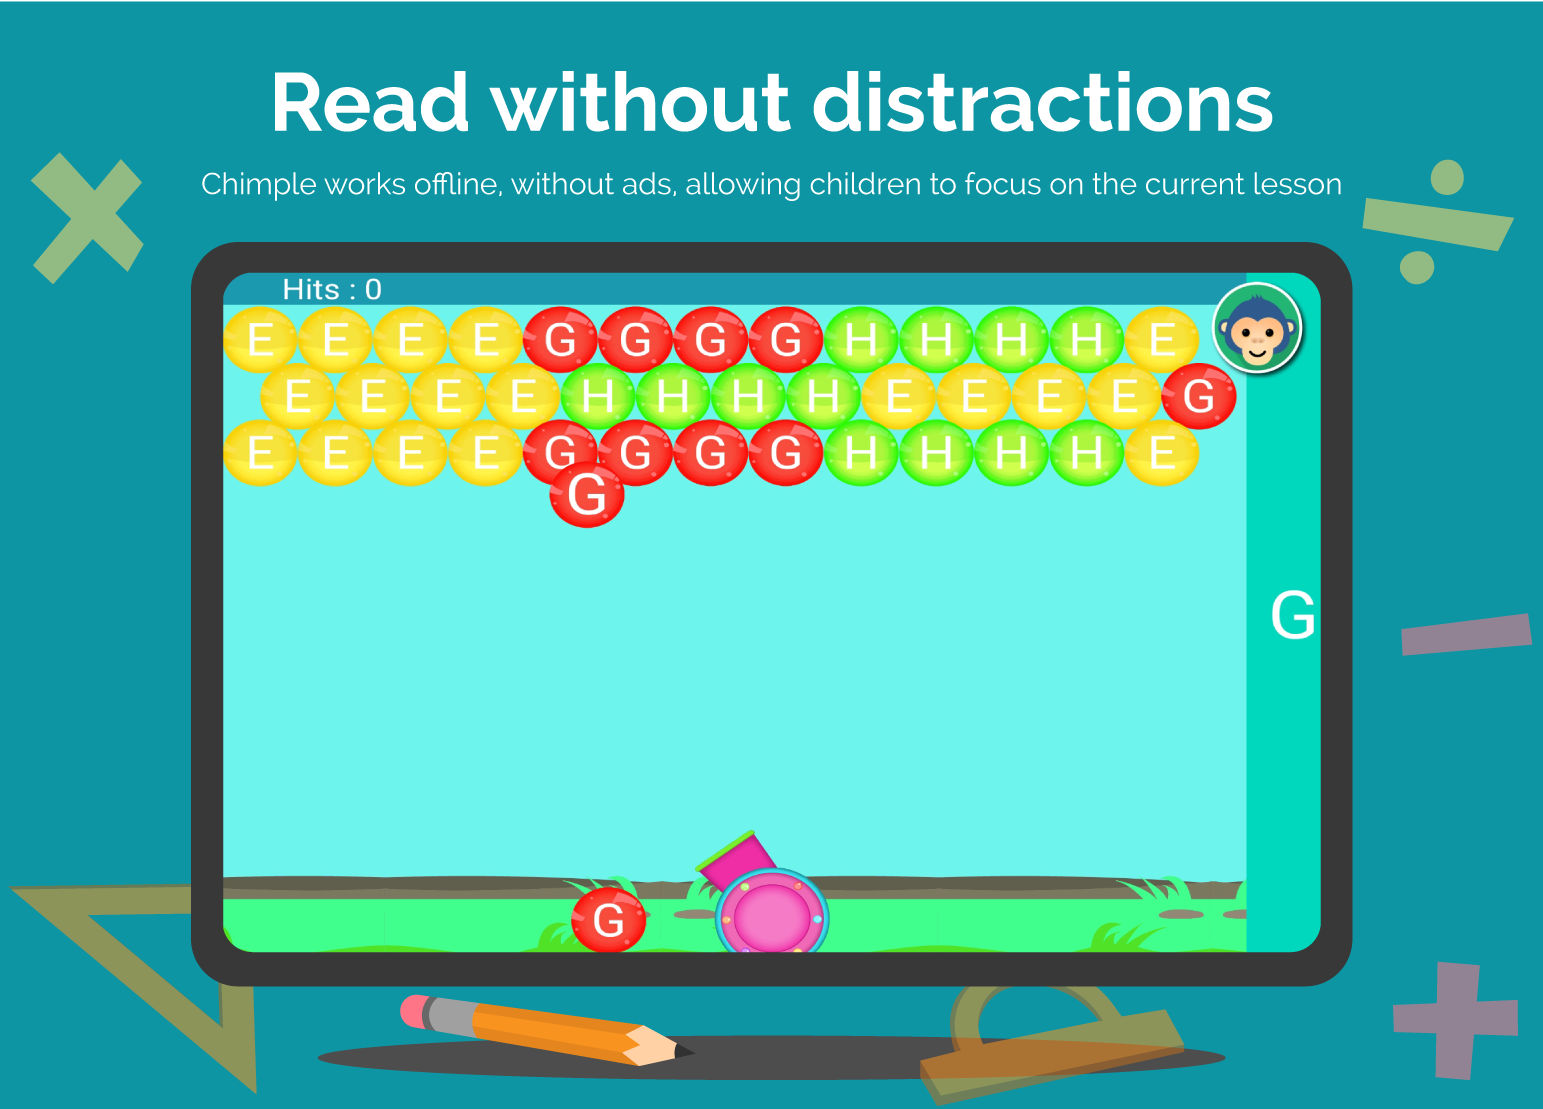 Read without distractions
Chimple works offline, without ads, allowing children to focus on the current lesson
Hits : 0
E E E E G G G G H H H H E
E E E E H H H H E E E E G
E E E E G G G G H H H H E
G
G
G